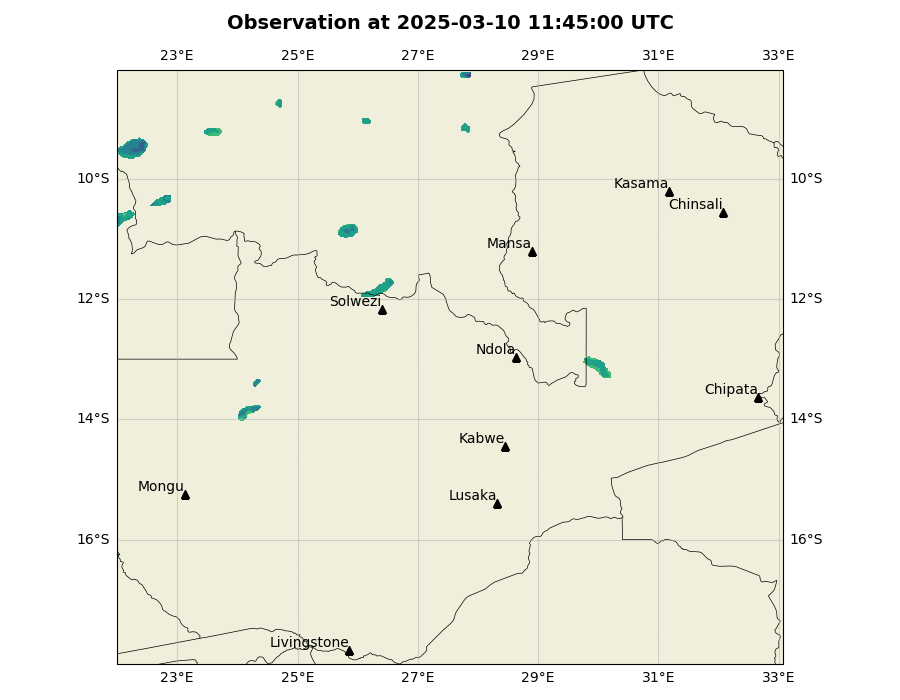 Observation at 2025-03-10 11:45:00 UTC
23°E 25°E 27°E 29°E 31°E 33°E
10°S 10°S
Kasama
Chinsali
Mansa
12°S 12°S
Solwezi
Ndola
Chipata
14°S 14°S
Kabwe
Mongu
Lusaka
16°S 16°S
Livingstone
23°E 25°E 27°E 29°E 31°E 33°E